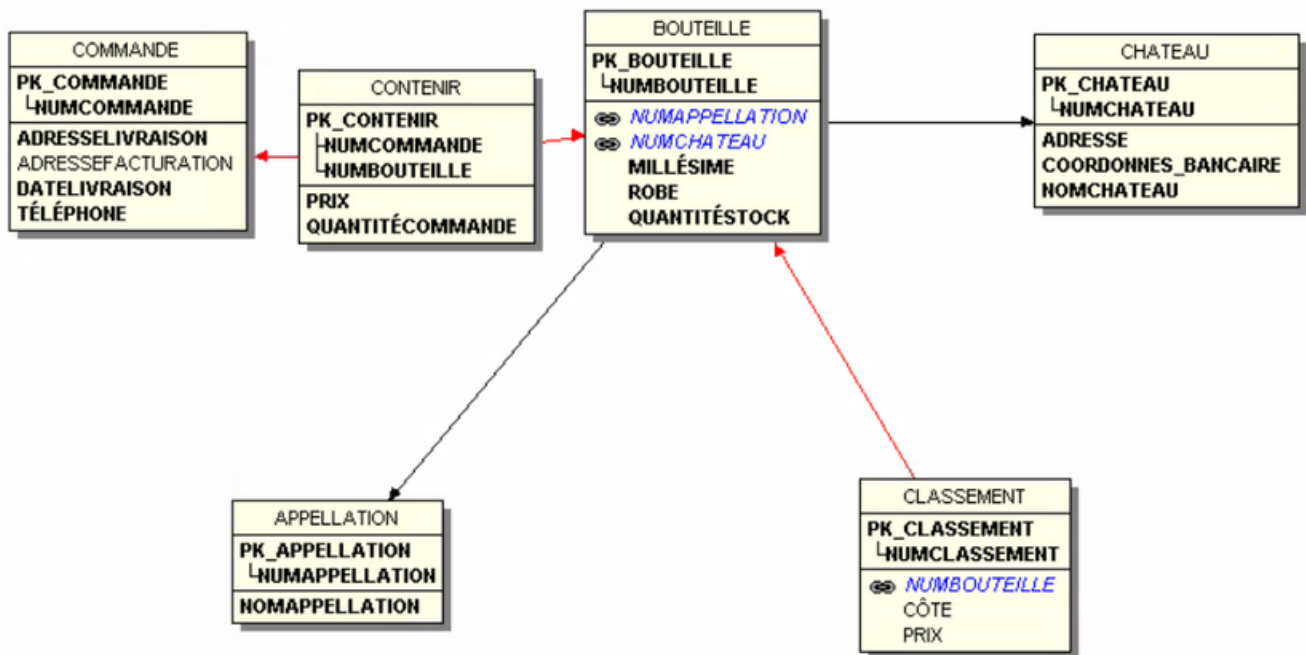 COMMANDE
PK_COMMANDE
NUMCOMMANDE
ADRESSELIVRAISON
ADRESSEFACTURATION
DATELIVRAISON
TÉLÉPHONE
CONTENIR
PK_CONTENIR
NUMCOMMANDE
NUMBOUTEILLE
PRIX
QUANTITÉCOMMANDE
BOUTEILLE
PK_BOUTEILLE
NUMBOUTEILLE
NUMAPPELLATION
NUMCHATEAU
MILLÉSIME
ROBE
QUANTITÉSTOCK
CHATEAU
PK_CHATEAU
NUMCHATEAU
ADRESSE
COORDONNES_BANCAIRE
NOMCHATEAU
APPELLATION
PK_APPELLATION
NUMAPPELLATION
NOMAPPELLATION
CLASSEMENT
PK_CLASSEMENT
NUMCLASSEMENT
NUMBOUTEILLE
CÔTE
PRIX